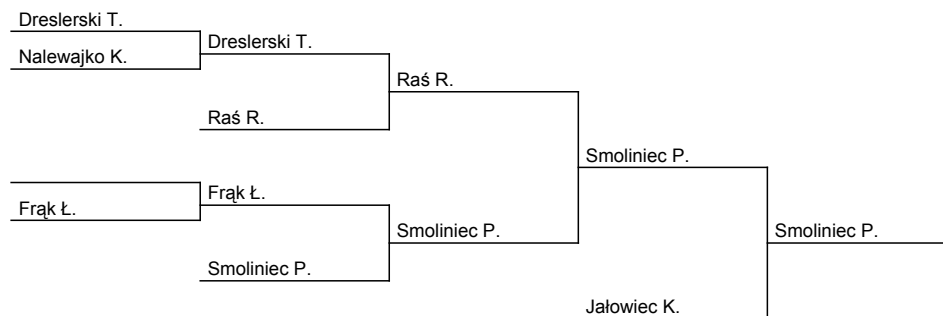 Dreslerski T.
Nalewajko K.
Dreslerski T.
Raś R.
Raś R.
Smoliniec P.
Frąk Ł.
Frąk Ł.
Smoliniec P.
Smoliniec P.
Smoliniec P.
Jałowiec K.